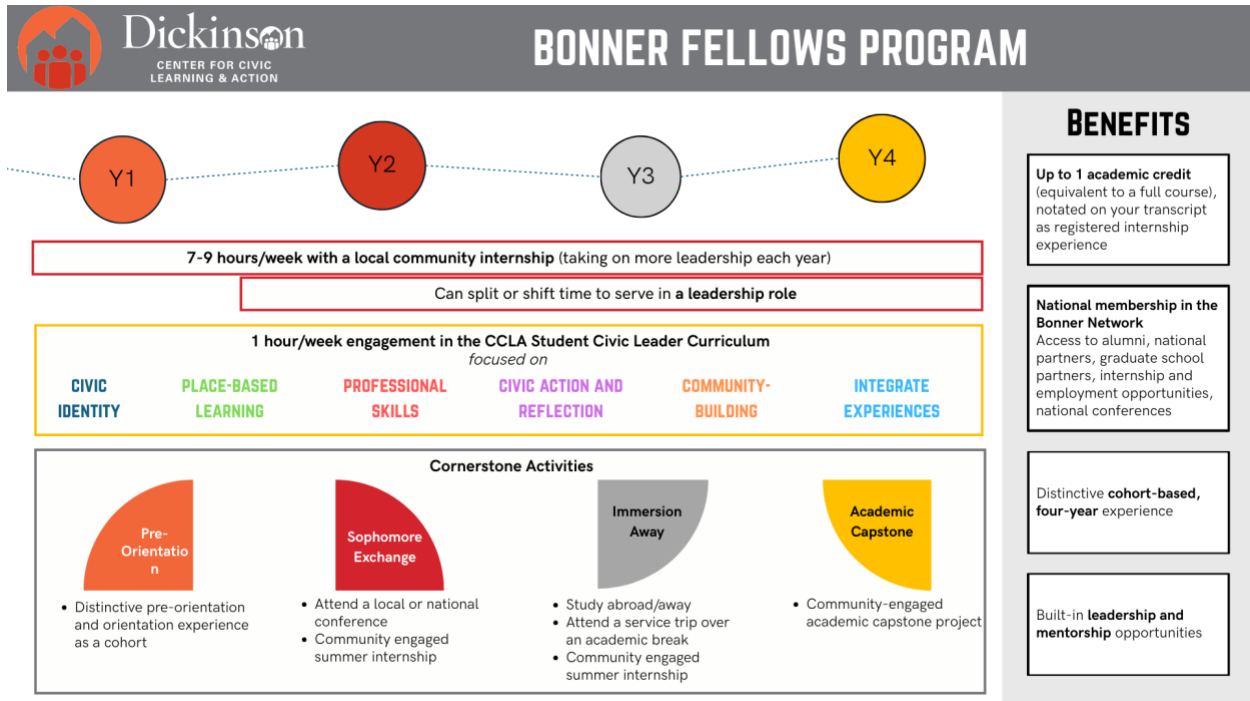 Dickinson
CENTER FOR CIVIC
LEARNING & ACTION
BONNER FELLOWS PROGRAM
Y1
Y2
Y3
Y4
7-9 hours/week with a local community internship (taking on more leadership each year)
Can split or shift time to serve in a leadership role
1 hour/week engagement in the CCLA Student Civic Leader Curriculum
focused on
CIVIC
IDENTITY
PLACE-BASED
LEARNING
PROFESSIONAL
SKILLS
CIVIC ACTION AND
REFLECTION
COMMUNITY-
BUILDING
INTEGRATE
EXPERIENCES
Cornerstone Activities
Pre-
Orientatio
n
• Distinctive pre-orientation
and orientation experience
as a cohort
Sophomore
Exchange
• Attend a local or national
conference
• Community engaged
summer internship
Immersion
Away
• Study abroad/away
• Attend a service trip over
an academic break
• Community engaged
summer internship
Academic
Capstone
• Community-engaged
academic capstone project
BENEFITS
Up to 1 academic credit
(equivalent to a full course),
notated on your transcript
as registered internship
experience
National membership in the
Bonner Network
Access to alumni, national
partners, graduate school
partners, internship and
employment opportunities,
national conferences
Distinctive cohort-based,
four-year experience
Built-in leadership and
mentorship opportunities